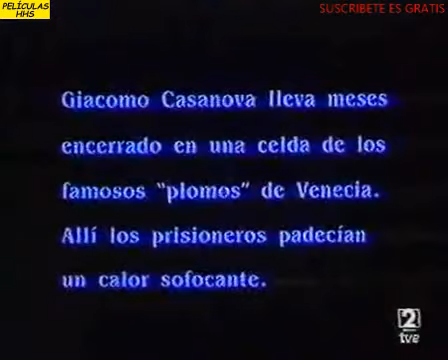 PELÍCULAS
HHS
SUSCRIBETE ES GRATIS
Giacomo Casanova lleva meses
encerrado en una celda de los
famosos "plomos" de Venecia.
Allí los prisioneros padecían
un calor sofocante.
2
tve